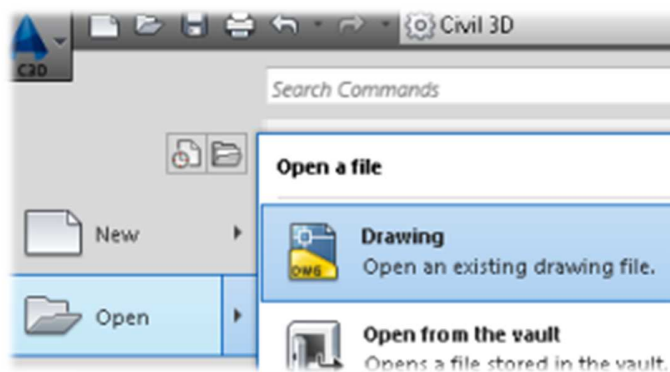 Civil 3D
C3D
Search Commands
Open a file
New
Drawing
DWG
Open an existing drawing file.
Open
Open from the vault
Opens a file stored in the vault.